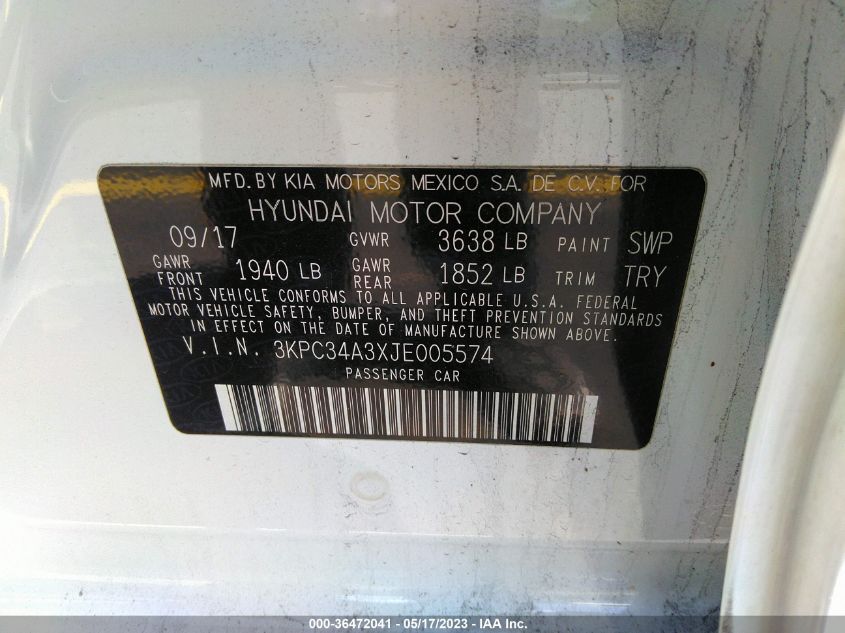 MFD. BY KIA MOTORS MEXICO S.A. DE C.V. FOR
HYUNDAI MOTOR COMPANY
09/17 GVWR 3638 LB PAINT SWP
GAWR FRONT 1940 LB GAWR REAR 1852 LB TRIM TRY
THIS VEHICLE CONFORMS TO ALL APPLICABLE U.S.A. FEDERAL
MOTOR VEHICLE SAFETY, BUMPER, AND THEFT PREVENTION STANDARDS
IN EFFECT ON THE DATE OF MANUFACTURE SHOWN ABOVE.
V.I.N. 3KPC34A3XJE005574
PASSENGER CAR
000-36472041 - 05/17/2023 - IAA Inc.